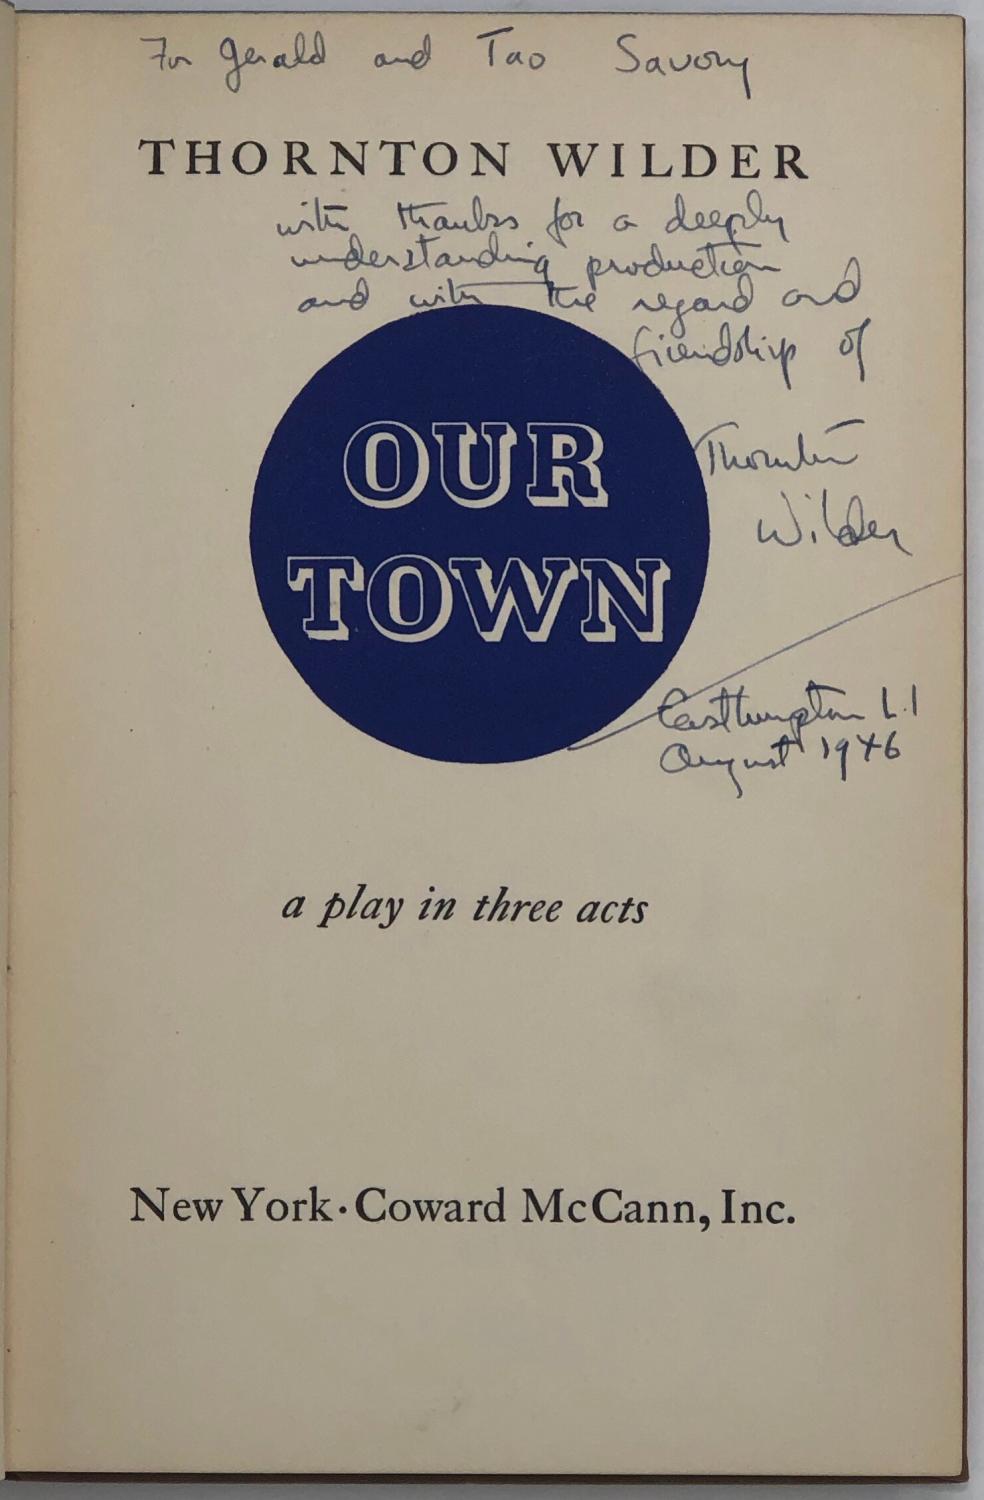 For Gerald and Tao Savory
THORNTON WILDER
with thanks for a deeply
understanding production
and with the regard and
friendship of
OUR
TOWN
Thornton
Wilder
Easthampton L.I
August 1946
a play in three acts
New York · Coward McCann, Inc.